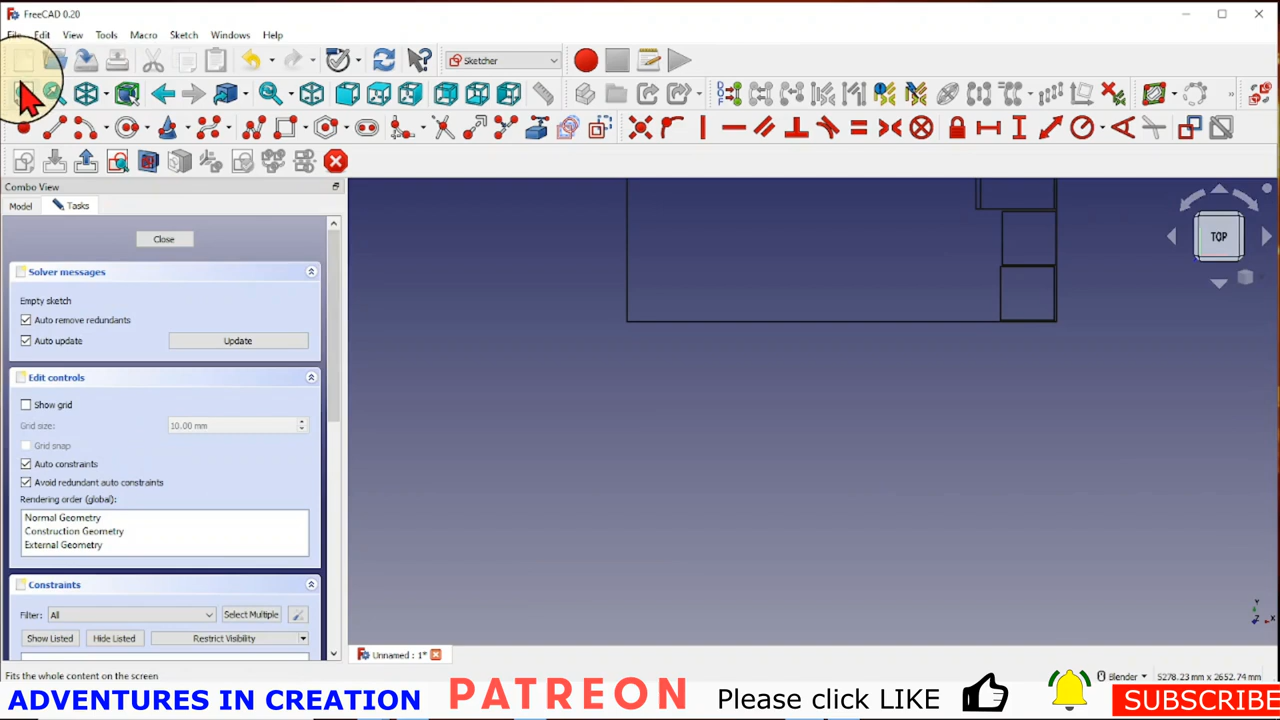 FreeCAD 0.20
File Edit View Tools Macro Sketch Windows Help
Sketcher
Combo View
Model Tasks
Close
Solver messages
Empty sketch
Auto remove redundants
Auto update Update
Edit controls
Show grid
Grid size: 10.00 mm
Grid snap
Auto constraints
Avoid redundant auto constraints
Rendering order (global):
Normal Geometry
Construction Geometry
External Geometry
Constraints
Filter: All Select Multiple
Show Listed Hide Listed Restrict Visibility
TOP
Y
Z X
Unnamed : 1*
Fits the whole content on the screen
Blender 5278.23 mm x 2652.74 mm
ADVENTURES IN CREATION PATREON Please click LIKE SUBSCRIBE